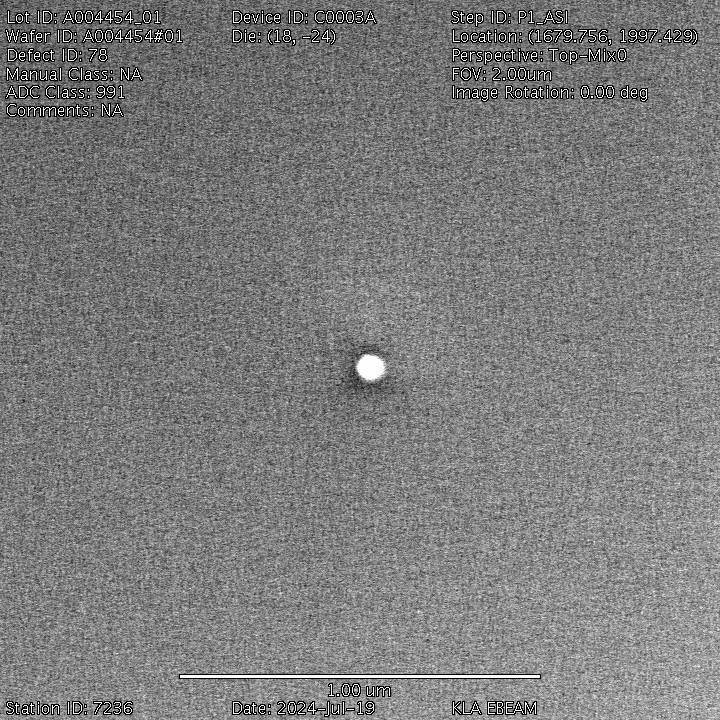 Lot ID: A004454_01
Device ID: C0003A
Step ID: P1_ASI
Wafer ID: A004454#01
Die: (18, -24)
Location: (1679.756, 1997.429)
Defect ID: 78
Perspective: Top-Mix0
Manual Class: NA
FOV: 2.00um
ADC Class: 991
Image Rotation: 0.00 deg
Comments: NA
1.00 um
Station ID: 7236
Date: 2024-Jul-19
KLA EBEAM